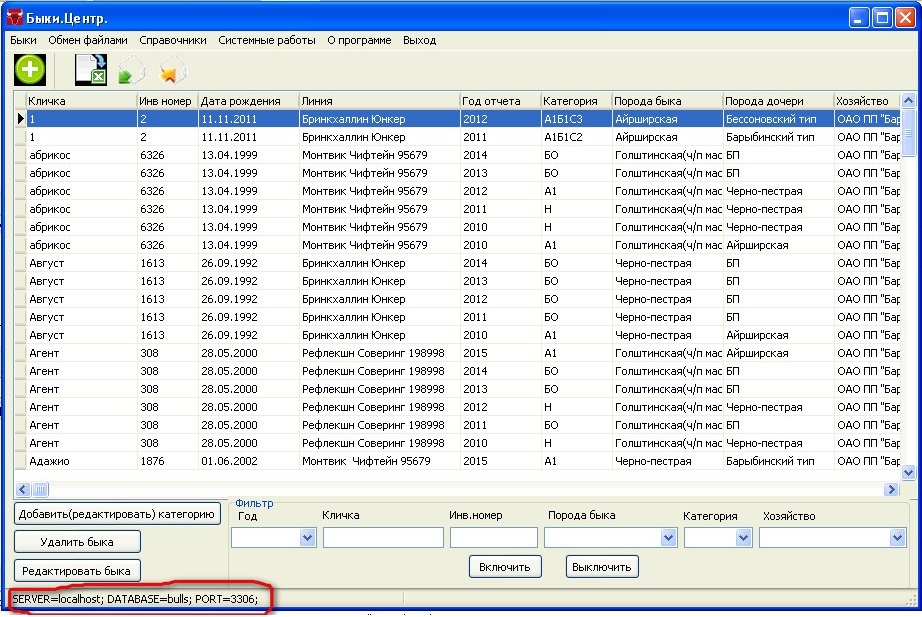 Быки.Центр.
Быки Обмен файлами Справочники Системные работы О программе Выход
Кличка Инв номер Дата рождения Линия Год отчета Категория Порода быка Порода дочери Хозяйство
1 2 11.11.2011 Бринкхаллин Юнкер 2012 А1Б1С3 Айрширская Бессоновский тип ОАО ПП "Бар
1 2 11.11.2011 Бринкхаллин Юнкер 2011 А1Б1С2 Айрширская Барыбинский тип ОАО ПП "Бар
абрикос 6326 13.04.1999 Монтвик Чифтейн 95679 2014 БО Голштинская(ч/п мас БП ОАО ПП "Бар
абрикос 6326 13.04.1999 Монтвик Чифтейн 95679 2013 БО Голштинская(ч/п мас БП ОАО ПП "Бар
абрикос 6326 13.04.1999 Монтвик Чифтейн 95679 2012 А1 Голштинская(ч/п мас Черно-пестрая ОАО ПП "Бар
абрикос 6326 13.04.1999 Монтвик Чифтейн 95679 2011 Н Голштинская(ч/п мас Черно-пестрая ОАО ПП "Бар
абрикос 6326 13.04.1999 Монтвик Чифтейн 95679 2010 Н Голштинская(ч/п мас Черно-пестрая ОАО ПП "Бар
абрикос 6326 13.04.1999 Монтвик Чифтейн 95679 2010 А1 Голштинская(ч/п мас Айрширская ОАО ПП "Бар
Август 1613 26.09.1992 Бринкхаллин Юнкер 2014 БО Черно-пестрая БП ОАО ПП "Бар
Август 1613 26.09.1992 Бринкхаллин Юнкер 2013 БО Черно-пестрая БП ОАО ПП "Бар
Август 1613 26.09.1992 Бринкхаллин Юнкер 2012 БО Черно-пестрая БП ОАО ПП "Бар
Август 1613 26.09.1992 Бринкхаллин Юнкер 2011 БО Черно-пестрая БП ОАО ПП "Бар
Август 1613 26.09.1992 Бринкхаллин Юнкер 2010 А1 Черно-пестрая Айрширская ОАО ПП "Бар
Агент 308 28.05.2000 Рефлекшн Соверинг 198998 2015 А1 Голштинская(ч/п мас Айрширская ОАО ПП "Бар
Агент 308 28.05.2000 Рефлекшн Соверинг 198998 2014 БО Голштинская(ч/п мас БП ОАО ПП "Бар
Агент 308 28.05.2000 Рефлекшн Соверинг 198998 2013 БО Голштинская(ч/п мас БП ОАО ПП "Бар
Агент 308 28.05.2000 Рефлекшн Соверинг 198998 2012 Н Голштинская(ч/п мас Черно-пестрая ОАО ПП "Бар
Агент 308 28.05.2000 Рефлекшн Соверинг 198998 2011 БО Голштинская(ч/п мас БП ОАО ПП "Бар
Агент 308 28.05.2000 Рефлекшн Соверинг 198998 2010 Н Голштинская(ч/п мас Черно-пестрая ОАО ПП "Бар
Адажио 1876 01.06.2002 Монтвик Чифтейн 95679 2015 А1 Черно-пестрая Барыбинский тип ОАО ПП "Бар
Добавить(редактировать) категорию
Удалить быка
Редактировать быка
Фильтр
Год Кличка Инв.номер Порода быка Категория Хозяйство
Включить Выключить
SERVER=localhost; DATABASE=bulls; PORT=3306;